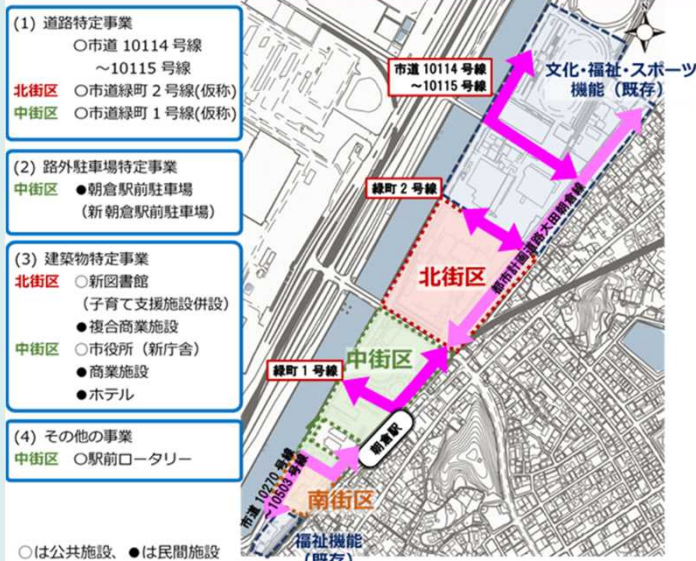 (1) 道路特定事業
○市道 10114 号線
～10115 号線
北街区 ○市道緑町２号線(仮称)
中街区 ○市道緑町１号線(仮称)
(2) 路外駐車場特定事業
中街区 ●朝倉駅前駐車場
（新朝倉駅前駐車場）
(3) 建築物特定事業
北街区 ○新図書館
（子育て支援施設併設）
●複合商業施設
中街区 ○市役所（新庁舎）
●商業施設
●ホテル
(4) その他の事業
中街区 ○駅前ロータリー
○は公共施設、●は民間施設
市道 10114 号線
～10115 号線
文化・福祉・スポーツ
機能（既存）
緑町 2 号線
都市計画道路大田朝倉線
北街区
中街区
緑町 1 号線
朝倉駅
市道 10270 号線
～10503 号線
南街区
福祉機能
（既存）